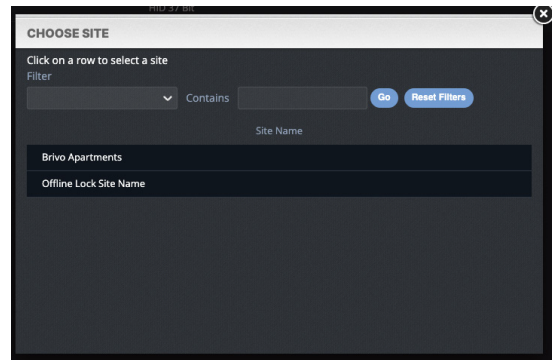 HID 37 Bit
CHOOSE SITE
Click on a row to select a site
Filter
Contains Go Reset Filters
Site Name
Brivo Apartments
Offline Lock Site Name